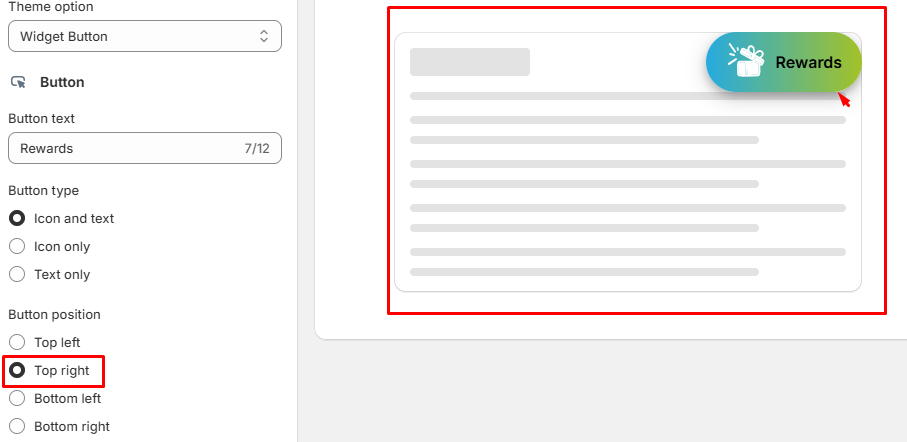 Theme option
Widget Button
Button
Button text
Rewards 7/12
Button type
Icon and text
Icon only
Text only
Button position
Top left
Top right
Bottom left
Bottom right
Rewards